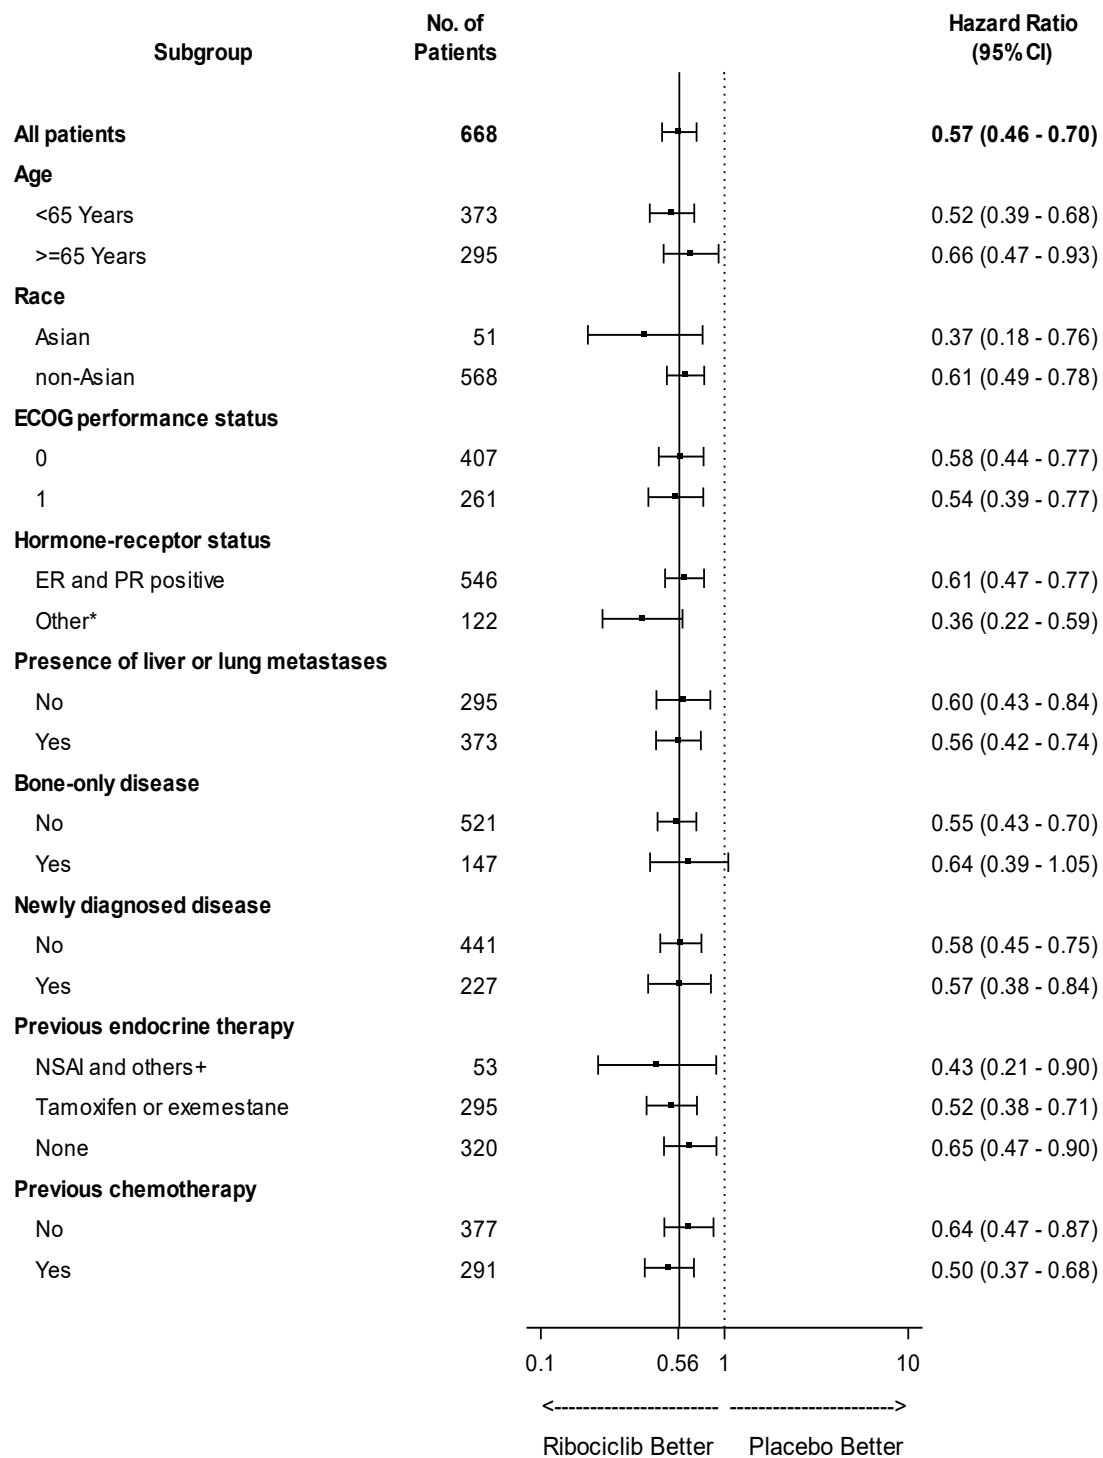 Subgroup No. of Patients Hazard Ratio (95% CI)
All patients 668 0.57 (0.46 - 0.70)
Age
<65 Years 373 0.52 (0.39 - 0.68)
>=65 Years 295 0.66 (0.47 - 0.93)
Race
Asian 51 0.37 (0.18 - 0.76)
non-Asian 568 0.61 (0.49 - 0.78)
ECOG performance status
0 407 0.58 (0.44 - 0.77)
1 261 0.54 (0.39 - 0.77)
Hormone-receptor status
ER and PR positive 546 0.61 (0.47 - 0.77)
Other* 122 0.36 (0.22 - 0.59)
Presence of liver or lung metastases
No 295 0.60 (0.43 - 0.84)
Yes 373 0.56 (0.42 - 0.74)
Bone-only disease
No 521 0.55 (0.43 - 0.70)
Yes 147 0.64 (0.39 - 1.05)
Newly diagnosed disease
No 441 0.58 (0.45 - 0.75)
Yes 227 0.57 (0.38 - 0.84)
Previous endocrine therapy
NSAI and others+ 53 0.43 (0.21 - 0.90)
Tamoxifen or exemestane 295 0.52 (0.38 - 0.71)
None 320 0.65 (0.47 - 0.90)
Previous chemotherapy
No 377 0.64 (0.47 - 0.87)
Yes 291 0.50 (0.37 - 0.68)
0.1 0.56 1 10
<---------------------- ---------------------->
Ribociclib Better Placebo Better